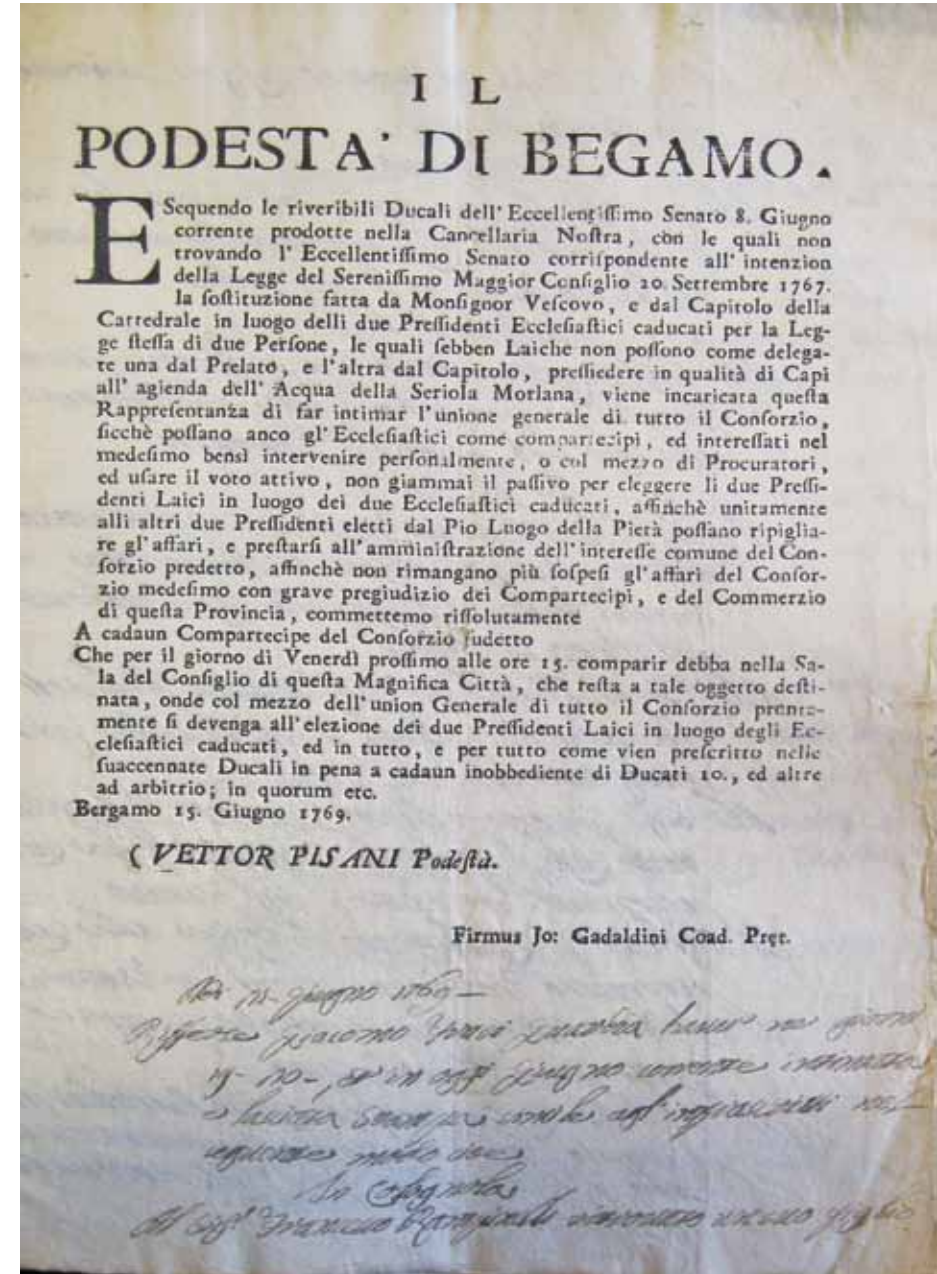 I L
PODESTA' DI BEGAMO.
ESequendo le riveribili Ducali dell'Eccellentiſſimo Senato 8. Giugno
corrente prodotte nella Cancellaria Noſtra, con le quali non
trovando l'Eccellentiſſimo Senato corriſpondente all'intenzion
della Legge del Sereniſſimo Maggior Conſiglio 20. Settembre 1767.
la ſoſtituzione fatta da Monſignor Veſcovo, e dal Capitolo della
Cattedrale in luogo delli due Preſſidenti Eccleſiaſtici caducati per la Leg-
ge ſteſſa di due Perſone, le quali ſebben Laiche non poſſono come delega-
te una dal Prelato, e l'altra dal Capitolo, preſſiedere in qualità di Capi
all'agienda dell'Acqua della Seriola Morlana, viene incaricata queſta
Rappreſentanza di far intimar l'unione generale di tutto il Conſorzio,
ſicchè poſſano anco gl'Eccleſiaſtici come compartecipi, ed intereſſati nel
medeſimo bensì intervenire perſonalmente, o col mezzo di Procuratori,
ed uſare il voto attivo, non giammai il paſſivo per eleggere li due Preſſi-
denti Laici in luogo dei due Eccleſiaſtici caducati, affinchè unitamente
alli altri due Preſſidenti eletti dal Pio Luogo della Pietà poſſano ripiglia-
re gl'affari, e preſtarſi all'amminiſtrazione dell'intereſſe comune del Con-
ſorzio predetto, affinchè non rimangano più ſoſpeſi gl'affari del Conſor-
zio medeſimo con grave pregiudizio dei Compartecipi, e del Commerzio
di queſta Provincia, commettemo riſſolutamente
A cadaun Compartecipe del Conſorzio ſudetto
Che per il giorno di Venerdì proſſimo alle ore 15. comparir debba nella Sa-
la del Conſiglio di queſta Magnifica Città, che reſta a tale oggetto deſti-
nata, onde col mezzo dell'union Generale di tutto il Conſorzio pronta-
mente ſi devenga all'elezione dei due Preſſidenti Laici in luogo degli Ec-
cleſiaſtici caducati, ed in tutto, e per tutto come vien preſcritto nelle
ſuaccennate Ducali in pena a cadaun inobbediente di Ducati 10., ed altre
ad arbitrio; in quorum etc.
Bergamo 15. Giugno 1769.
( VETTOR PISANI Podeſtà.
Firmus Jo: Gadaldini Coad. Pret.
Giugno 1769
Giacomo